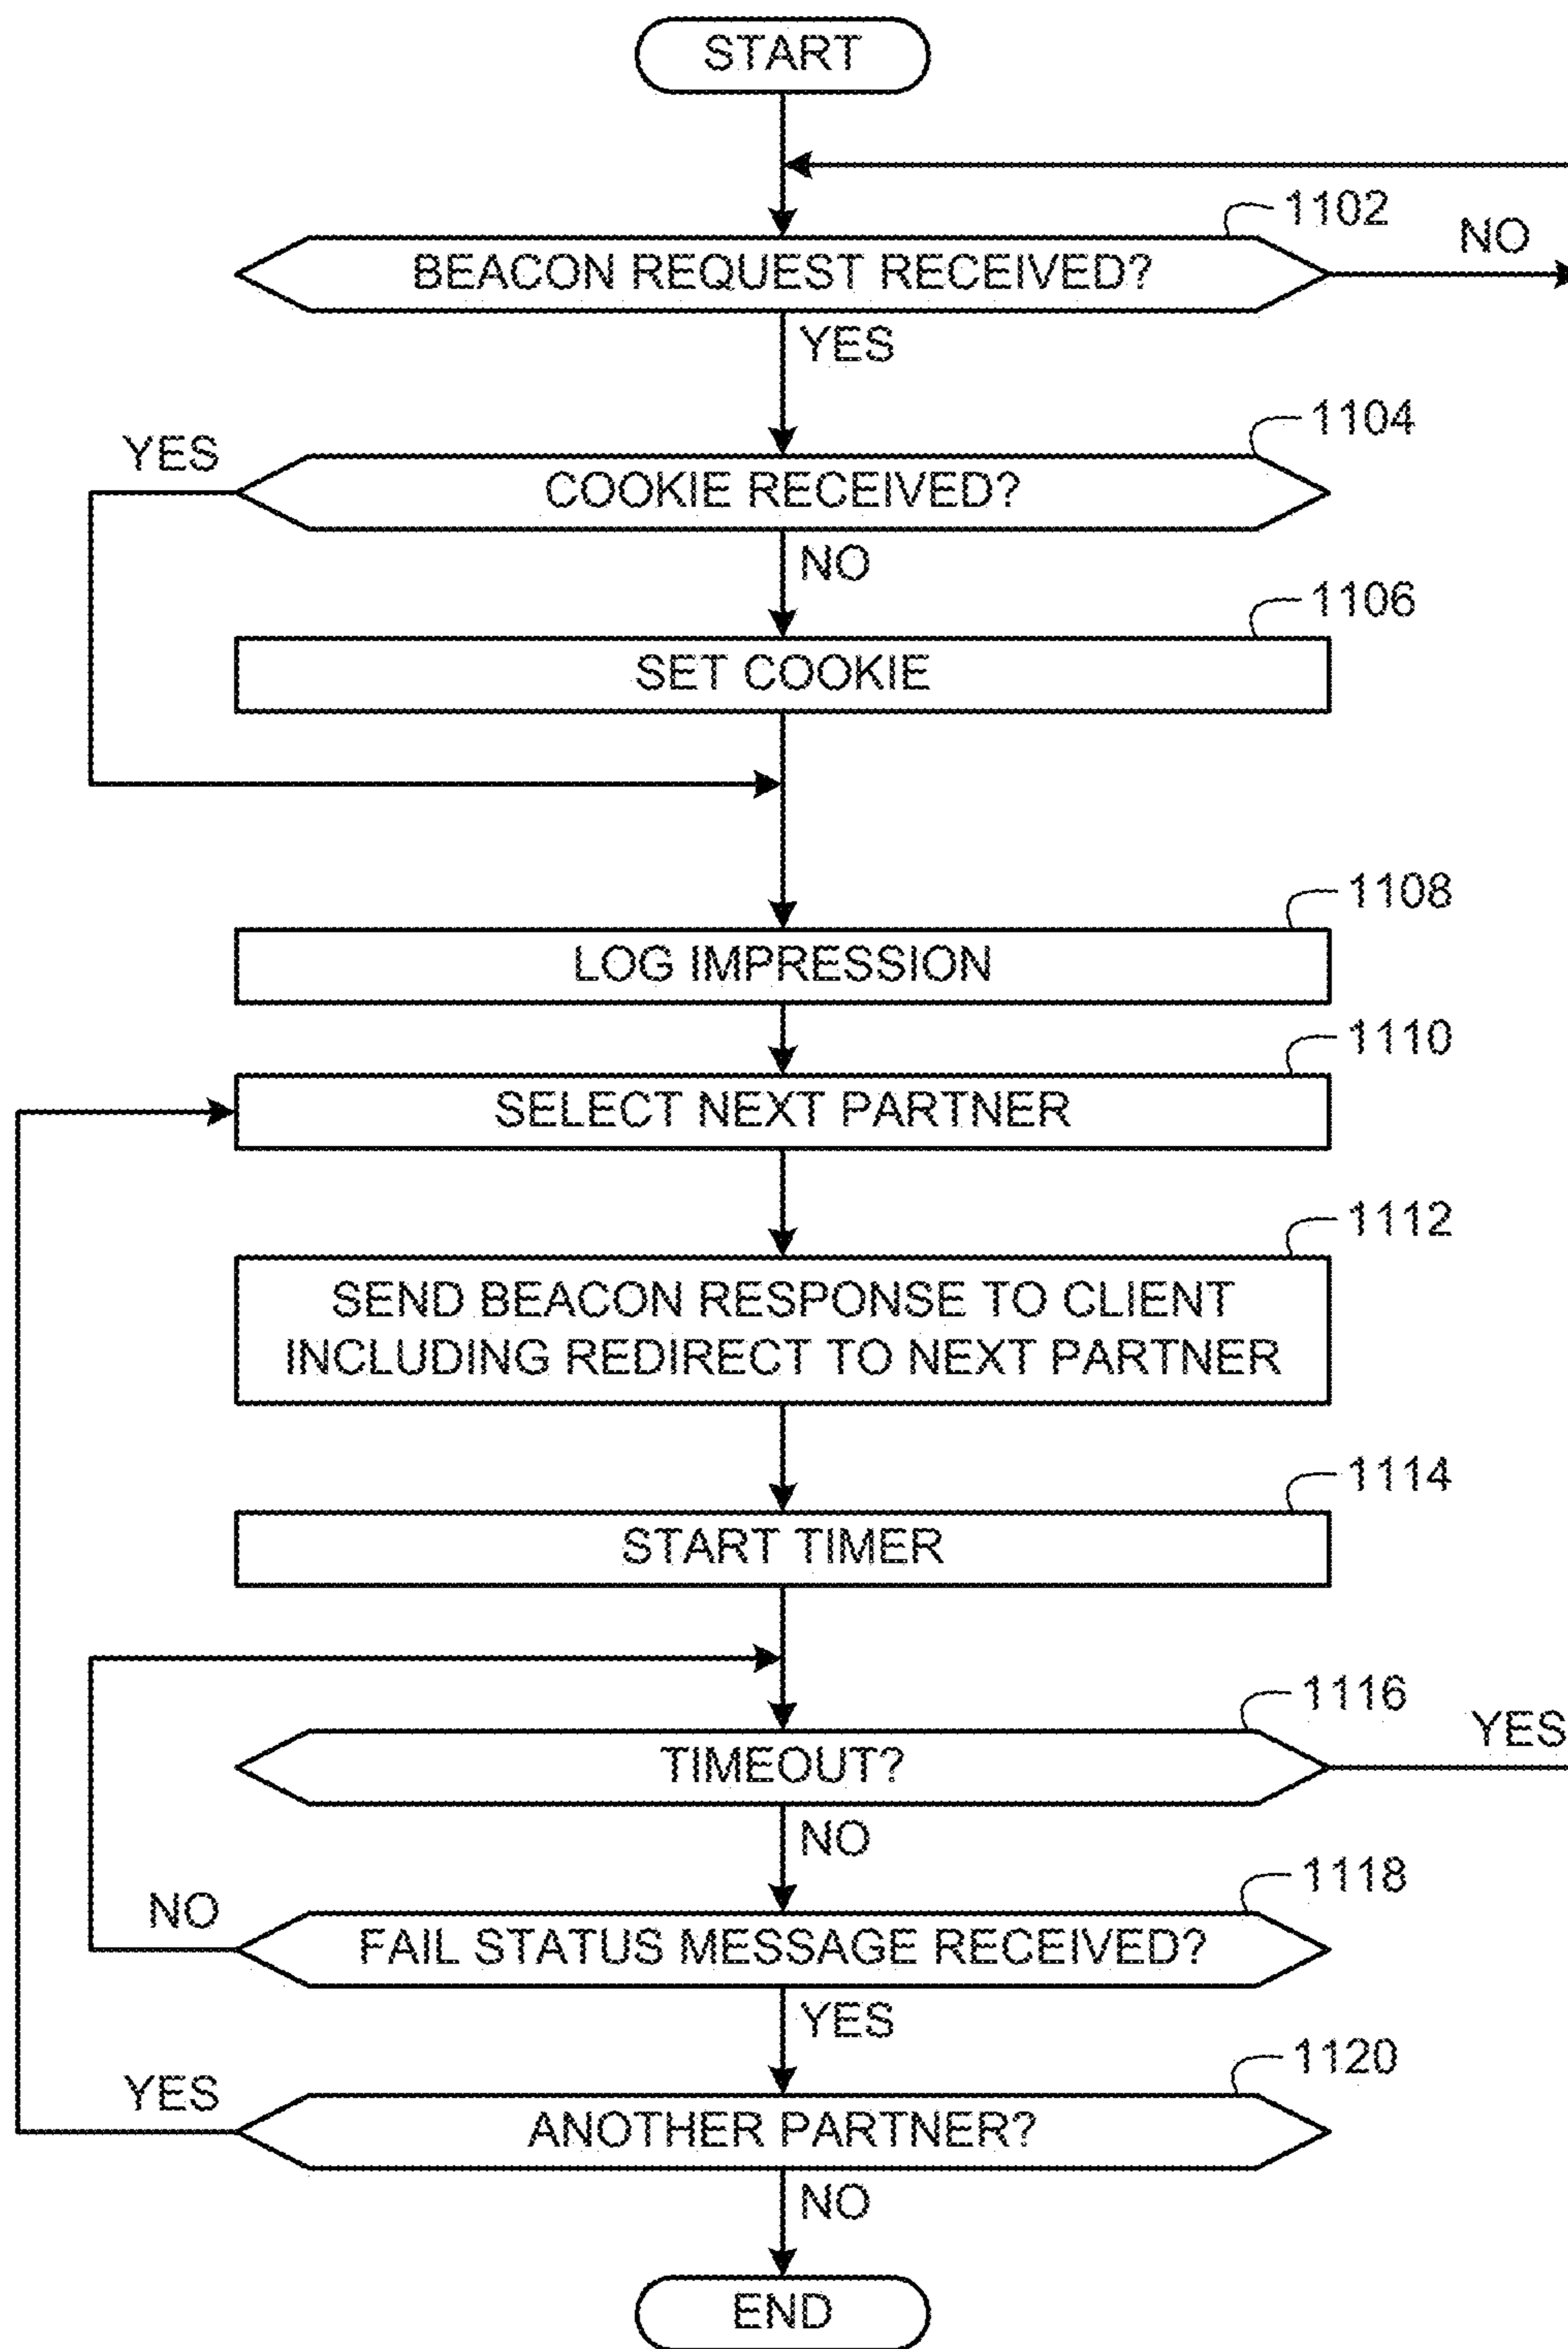 START
1102
NO
BEACON REQUEST RECEIVED?
YES
1104
YES
COOKIE RECEIVED?
NO
1106
SET COOKIE
1108
LOG IMPRESSION
1110
SELECT NEXT PARTNER
1112
SEND BEACON RESPONSE TO CLIENT
INCLUDING REDIRECT TO NEXT PARTNER
1114
START TIMER
1116
YES
TIMEOUT?
NO
1118
NO
FAIL STATUS MESSAGE RECEIVED?
YES
1120
YES
ANOTHER PARTNER?
NO
END